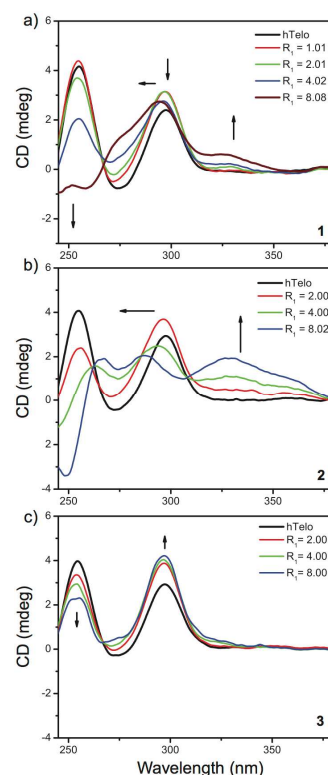 a)
hTelo
R1 = 1.01
R1 = 2.01
R1 = 4.02
R1 = 8.08
CD (mdeg)
6
4
2
0
-2
250 300 350
1
b)
hTelo
R1 = 2.00
R1 = 4.00
R1 = 8.02
CD (mdeg)
6
4
2
0
-2
-4
250 300 350
2
c)
hTelo
R1 = 2.00
R1 = 4.00
R1 = 8.00
CD (mdeg)
6
4
2
0
-2
-4
250 300 350
3
Wavelength (nm)